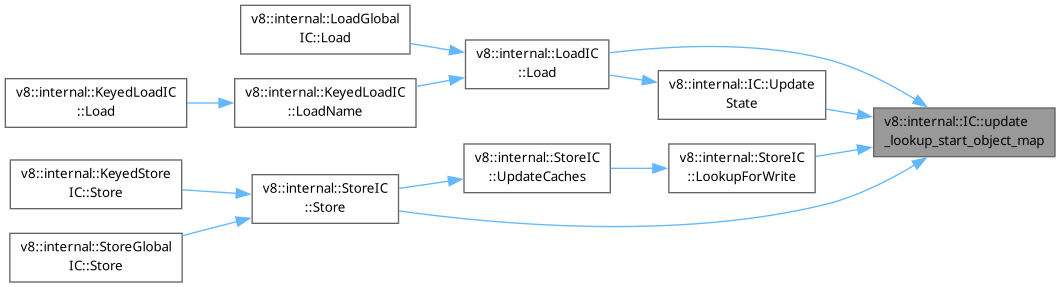 v8::internal::LoadGlobal
IC::Load
v8::internal::LoadIC
::Load
v8::internal::IC::Update
State
v8::internal::KeyedLoadIC
::Load
v8::internal::KeyedLoadIC
::LoadName
v8::internal::IC::update
_lookup_start_object_map
v8::internal::StoreIC
::UpdateCaches
v8::internal::StoreIC
::LookupForWrite
v8::internal::KeyedStore
IC::Store
v8::internal::StoreIC
::Store
v8::internal::StoreGlobal
IC::Store